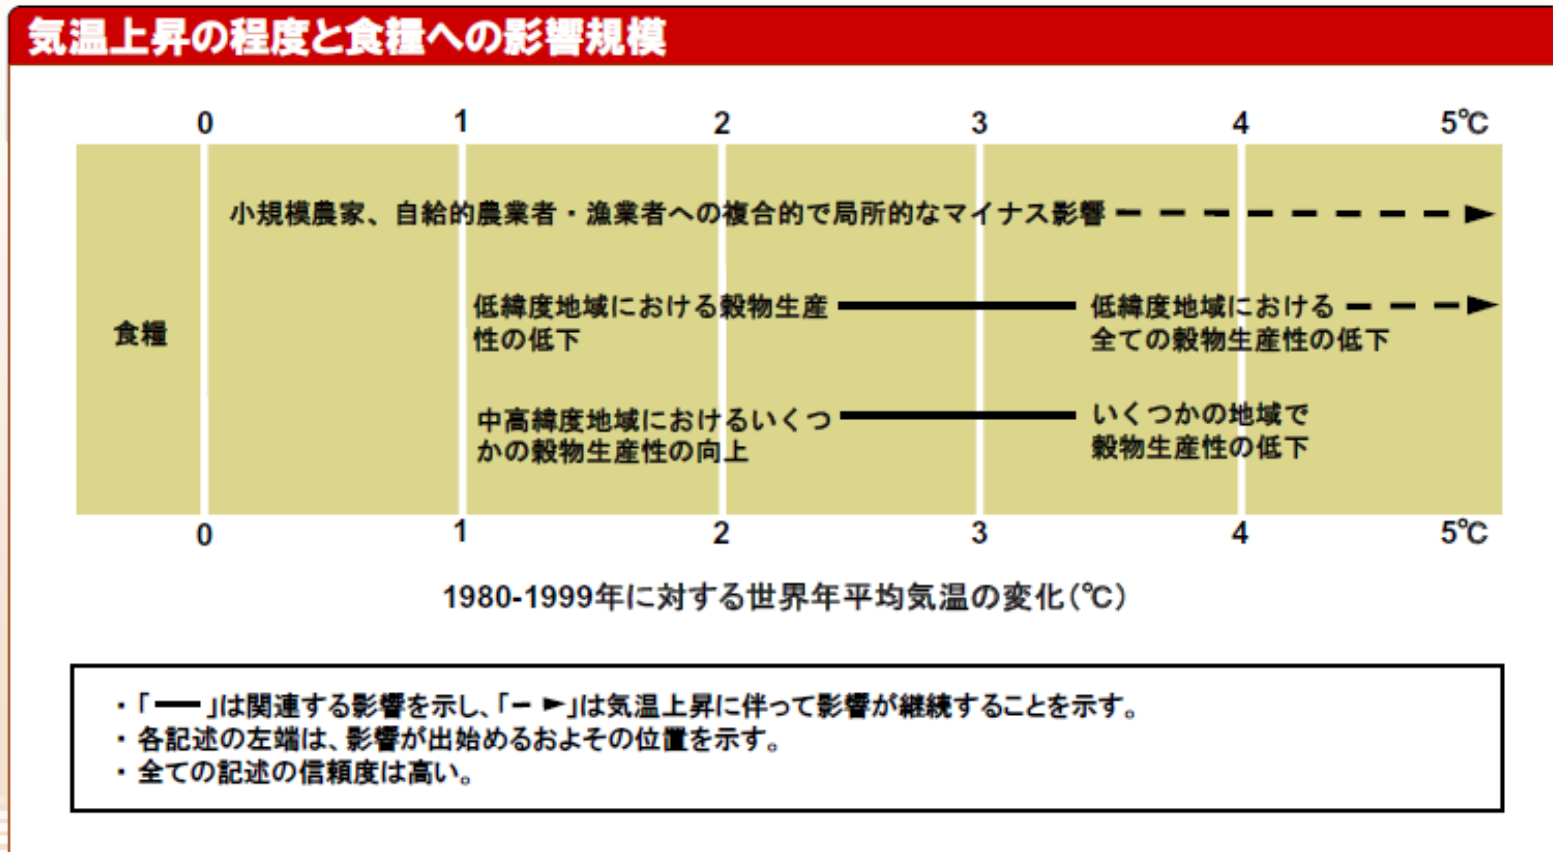 気温上昇の程度と食糧への影響規模
0 1 2 3 4 5℃
小規模農家、自給的農業者・漁業者への複合的で局所的なマイナス影響
食糧
低緯度地域における穀物生産
性の低下
低緯度地域における
全ての穀物生産性の低下
中高緯度地域におけるいくつ
かの穀物生産性の向上
いくつかの地域で
穀物生産性の低下
0 1 2 3 4 5℃
1980-1999年に対する世界年平均気温の変化(℃)
・「━━」は関連する影響を示し、「− ►」は気温上昇に伴って影響が継続することを示す。
・各記述の左端は、影響が出始めるおよその位置を示す。
・全ての記述の信頼度は高い。